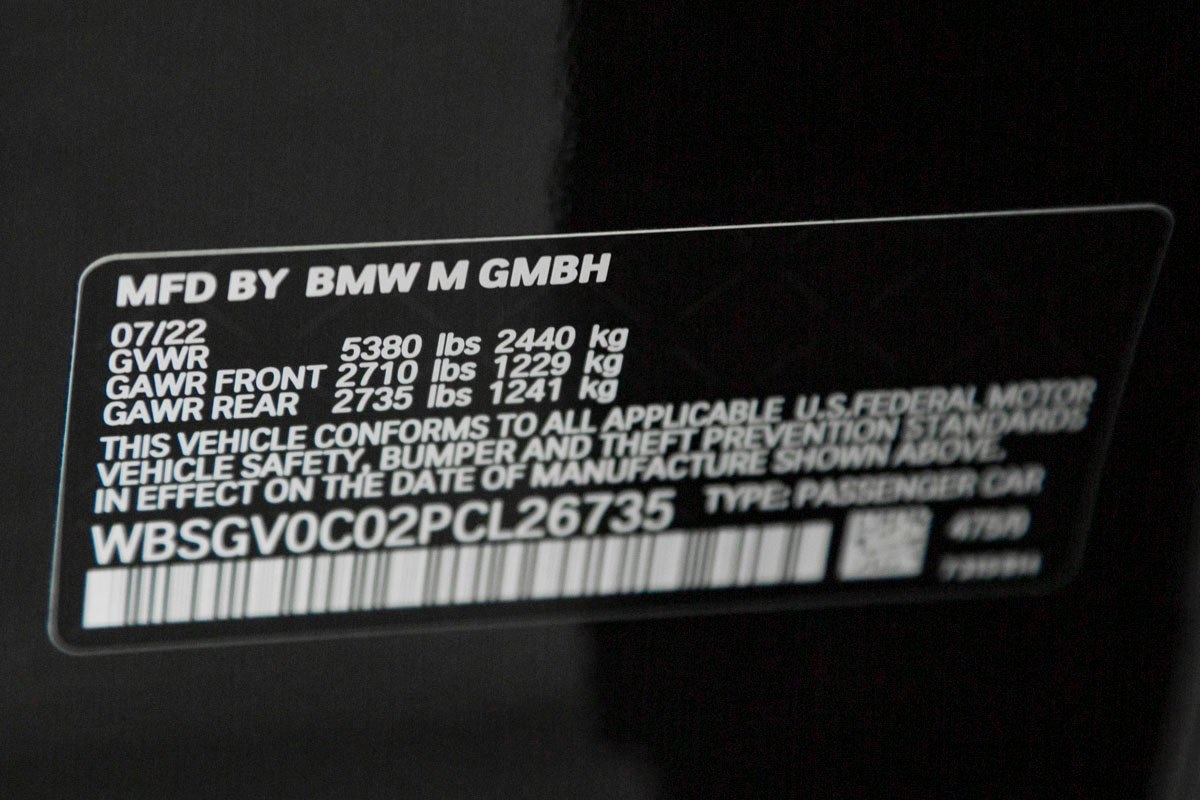 MFD BY BMW M GMBH
07/22
GVWR 5380 lbs 2440 kg
GAWR FRONT 2710 lbs 1229 kg
GAWR REAR 2735 lbs 1241 kg
THIS VEHICLE CONFORMS TO ALL APPLICABLE U.S.FEDERAL MOTOR
VEHICLE SAFETY, BUMPER AND THEFT PREVENTION STANDARDS
IN EFFECT ON THE DATE OF MANUFACTURE SHOWN ABOVE.
WBSGV0C02PCL26735 TYPE: PASSENGER CAR